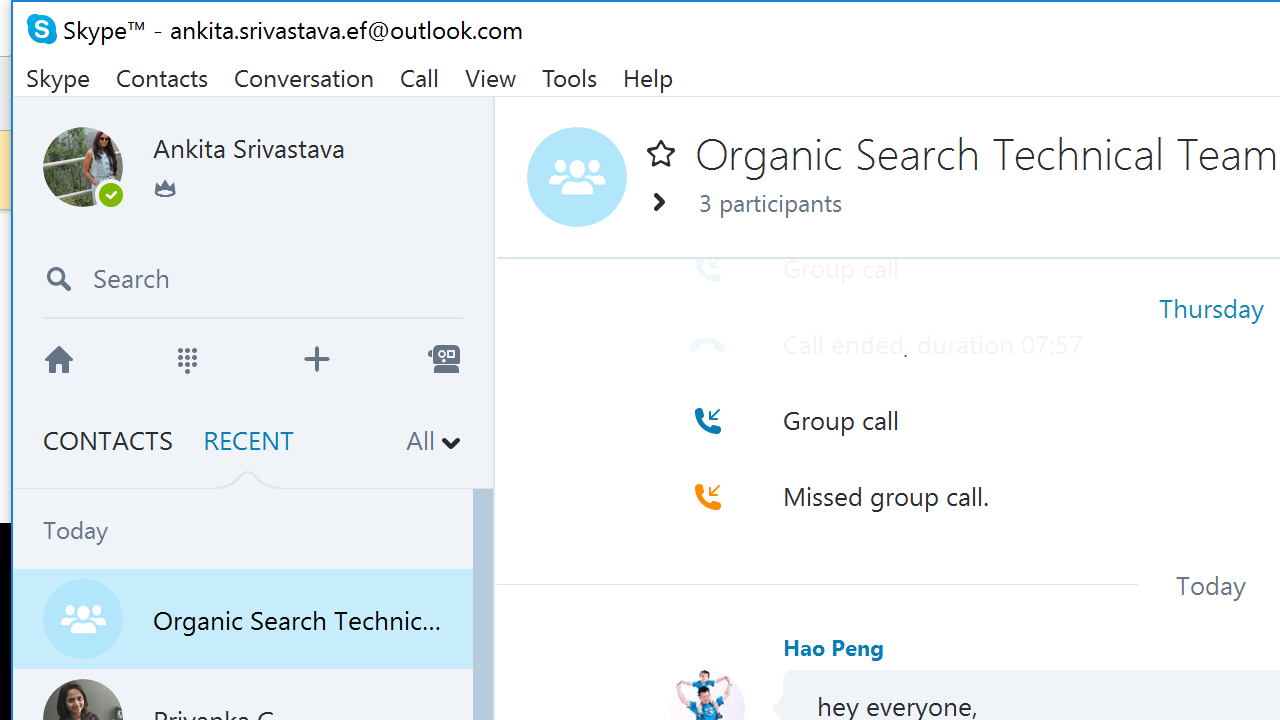 Skype™ - ankita.srivastava.ef@outlook.com
Skype Contacts Conversation Call View Tools Help
Ankita Srivastava
Search
CONTACTS RECENT All
Today
Organic Search Technic...
Priyanka G
Organic Search Technical Team
3 participants
Group call
Thursday
Call ended, duration 07:57
Group call
Missed group call.
Today
Hao Peng
hey everyone,